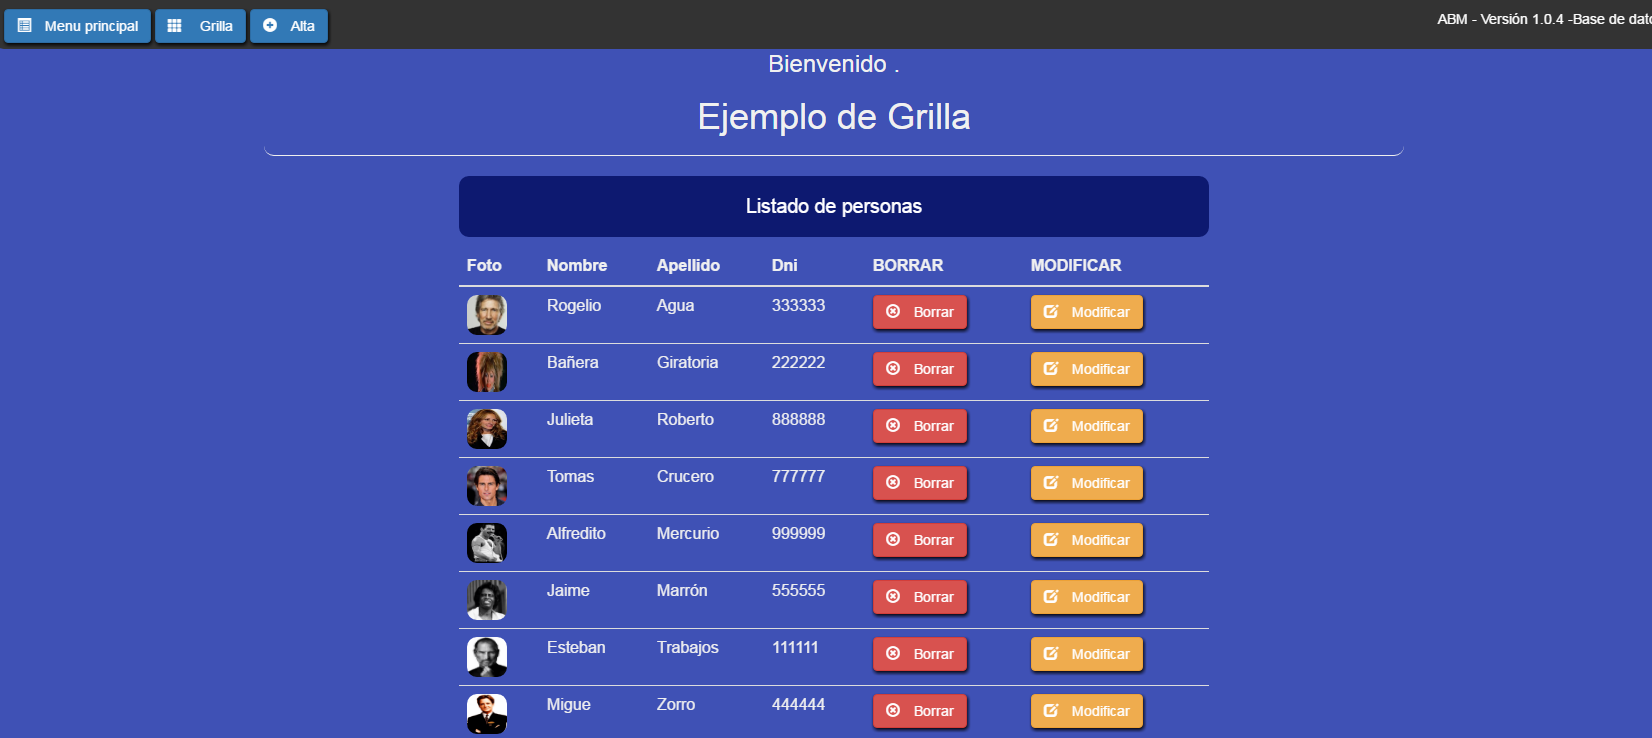 Menu principal Grilla Alta ABM - Versión 1.0.4 -Base de dato
Bienvenido .
Ejemplo de Grilla
Listado de personas
Foto Nombre Apellido Dni BORRAR MODIFICAR
Rogelio Agua 333333 Borrar Modificar
Bañera Giratoria 222222 Borrar Modificar
Julieta Roberto 888888 Borrar Modificar
Tomas Crucero 777777 Borrar Modificar
Alfredito Mercurio 999999 Borrar Modificar
Jaime Marrón 555555 Borrar Modificar
Esteban Trabajos 111111 Borrar Modificar
Migue Zorro 444444 Borrar Modificar